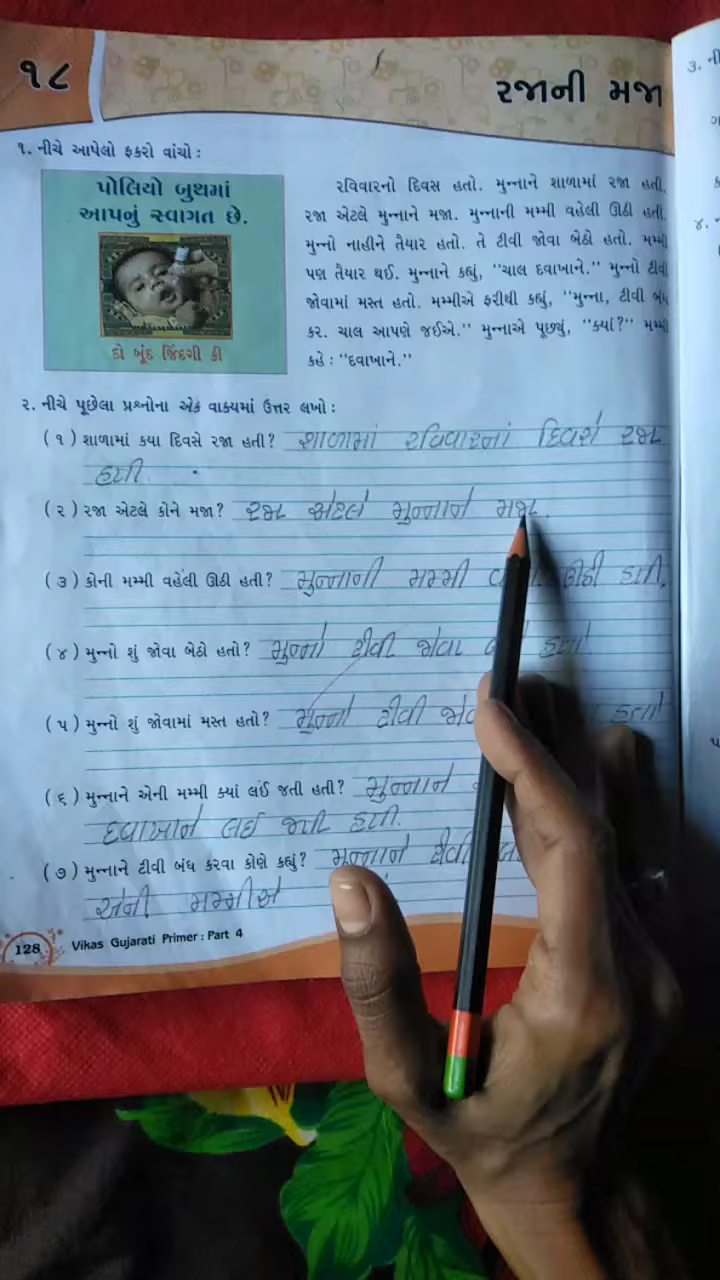 ૧૮
રજાની મજા
૧. નીચે આપેલો ફકરો વાંચો :
પોલિયો બુથમાં
આપનું સ્વાગત છે.
દો બૂંદ જિંદગી કી
રવિવારનો દિવસ હતો. મુન્નાને શાળામાં રજા હતી.
રજા એટલે મુન્નાને મજા. મુન્નાની મમ્મી વહેલી ઊઠી હતી.
મુન્નો નાહીને તૈયાર હતો. તે ટીવી જોવા બેઠો હતો. મમ્મી
પણ તૈયાર થઈ. મુન્નાને કહ્યું, “ચાલ દવાખાને.” મુન્નો ટીવી
જોવામાં મસ્ત હતો. મમ્મીએ ફરીથી કહ્યું, “મુન્ના, ટીવી બંધ
કર. ચાલ આપણે જઈએ.” મુન્નાએ પૂછ્યું, “ક્યાં?” મમ્મી
કહે : “દવાખાને.”
૨. નીચે પૂછેલા પ્રશ્નોના એક વાક્યમાં ઉત્તર લખો :
(૧) શાળામાં કયા દિવસે રજા હતી? શાળામાં રવિવારનાં દિવસે રજા
હતી.
(૨) રજા એટલે કોને મજા? રજા એટલે મુન્નાને મજા.
(૩) કોની મમ્મી વહેલી ઊઠી હતી? મુન્નાની મમ્મી ઊઠી હતી.
(૪) મુન્નો શું જોવા બેઠો હતો? મુન્નો ટીવી જોવા હતો.
(૫) મુન્નો શું જોવામાં મસ્ત હતો? મુન્નો ટીવી હતો
(૬) મુન્નાને એની મમ્મી ક્યાં લઈ જતી હતી? મુન્નાને
દવાખાને લઈ જતી હતી.
(૭) મુન્નાને ટીવી બંધ કરવા કોણે કહ્યું? મુન્નાને ટીવી
એની મમ્મીએ
128
Vikas Gujarati Primer : Part 4
૩. ની
૪.